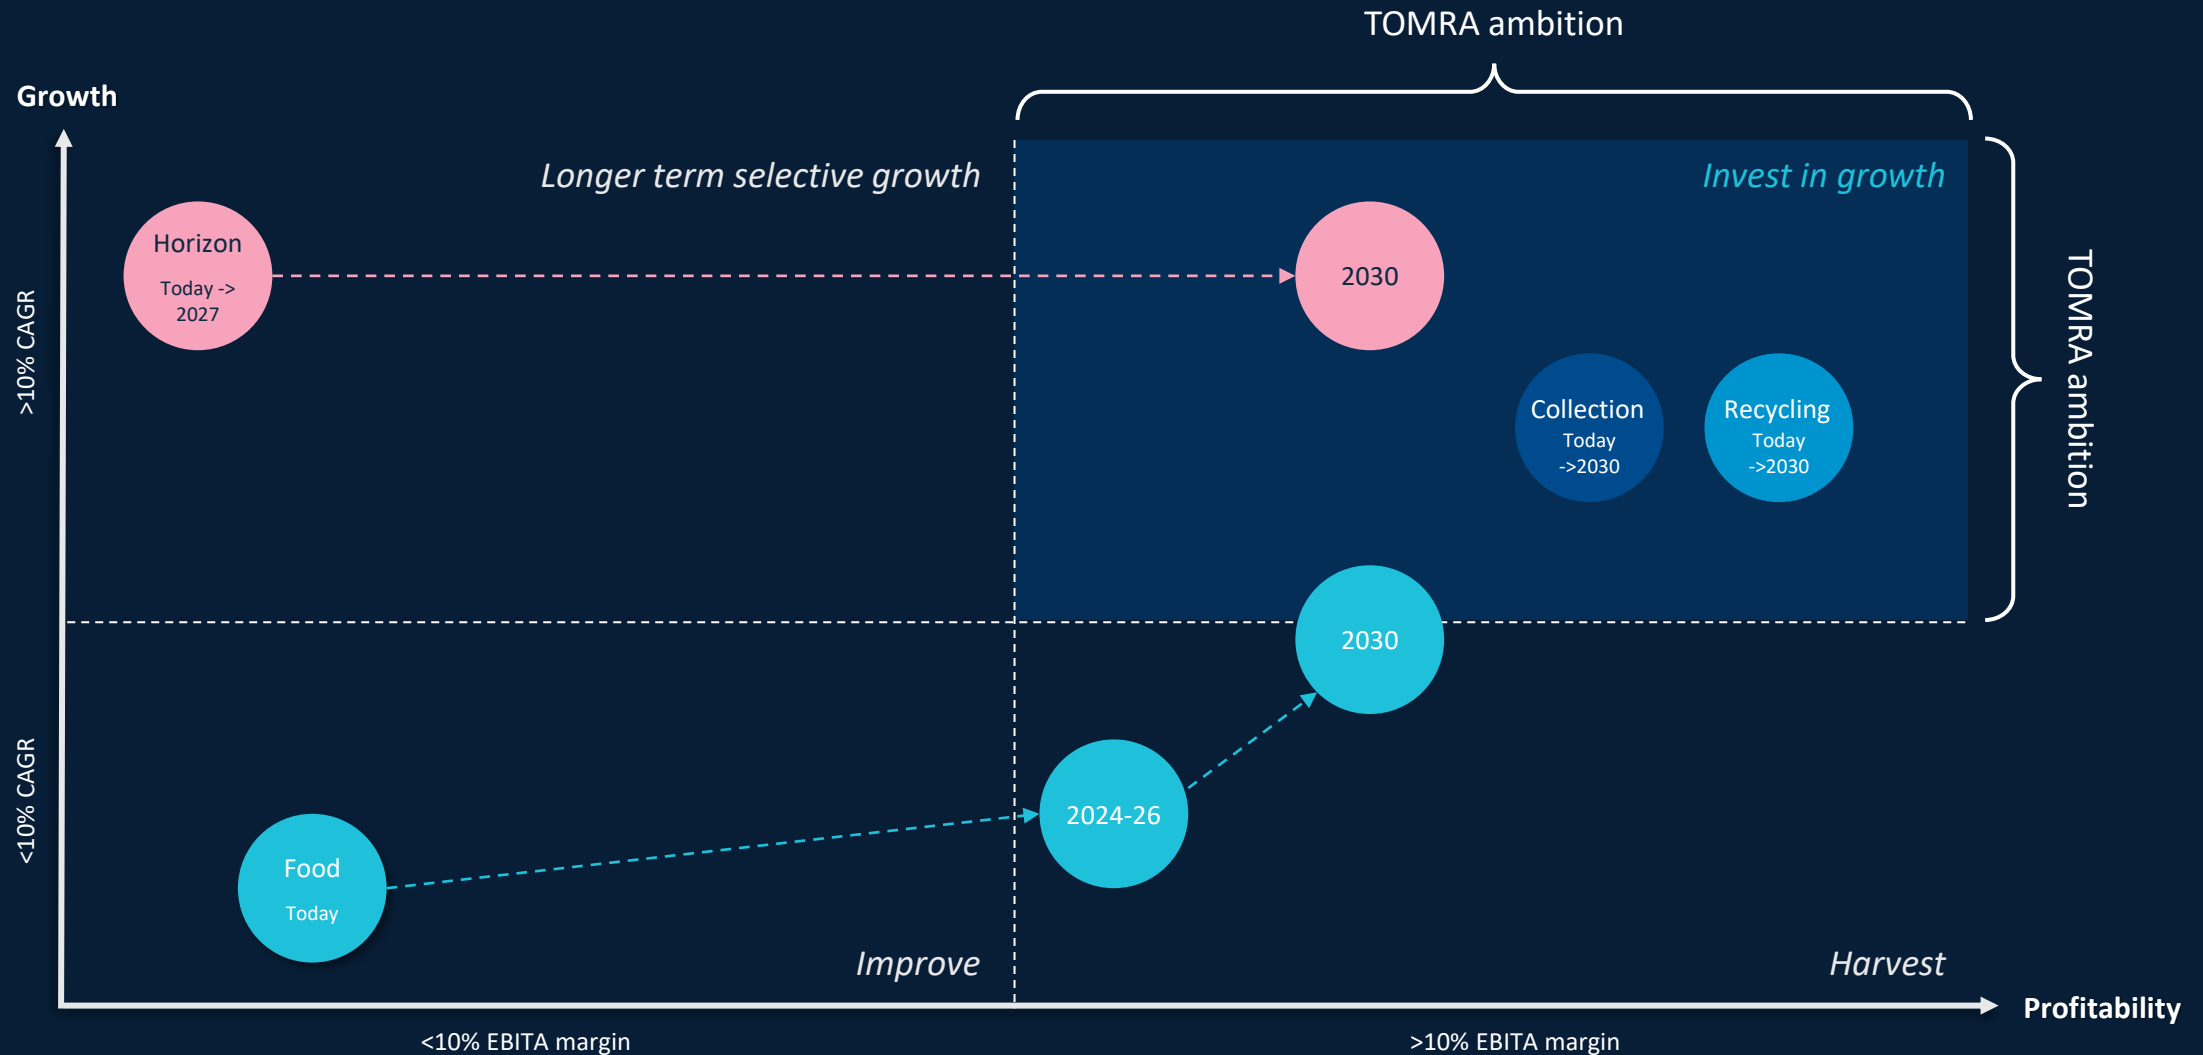 TOMRA ambition
Growth
Longer term selective growth
Invest in growth
Horizon
Today ->
2027
2030
TOMRA ambition
>10% CAGR
Collection
Today
->2030
Recycling
Today
->2030
2030
<10% CAGR
2024-26
Food
Today
Improve
Harvest
Profitability
<10% EBITA margin
>10% EBITA margin